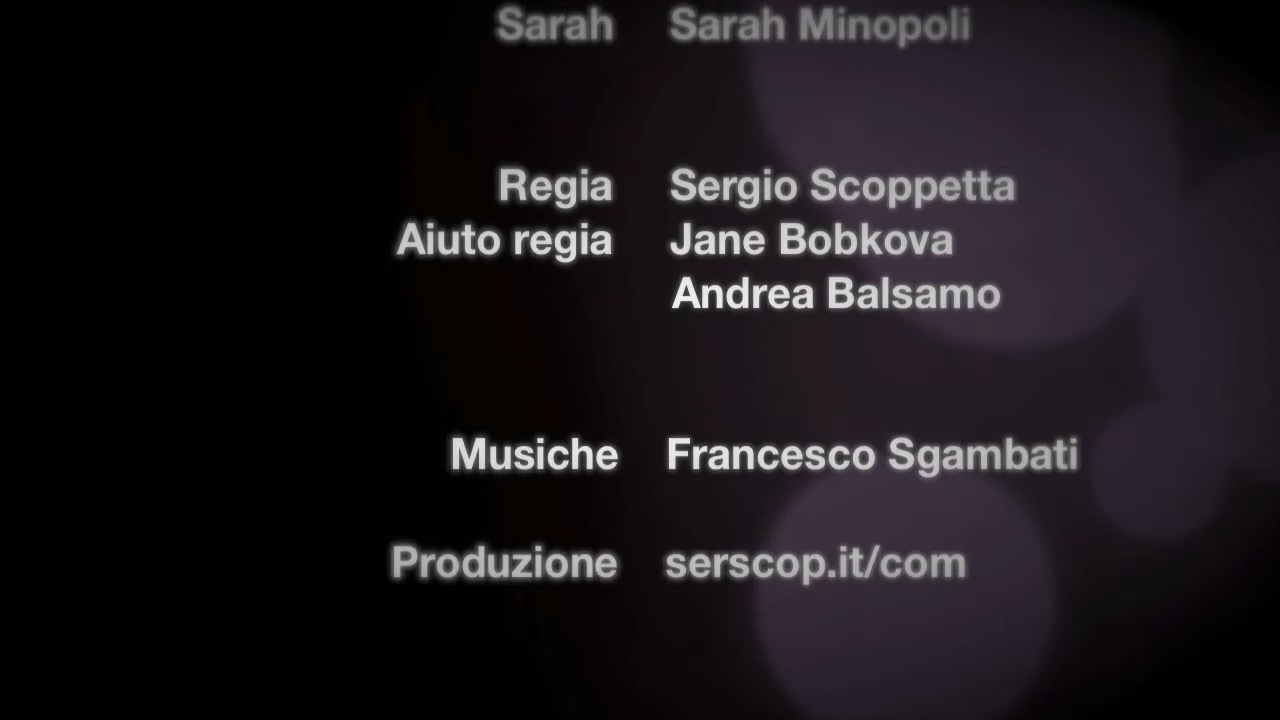 Sarah Sarah Minopoli
Regia Sergio Scoppetta
Aiuto regia Jane Bobkova
Andrea Balsamo
Musiche Francesco Sgambati
Produzione serscop.it/com